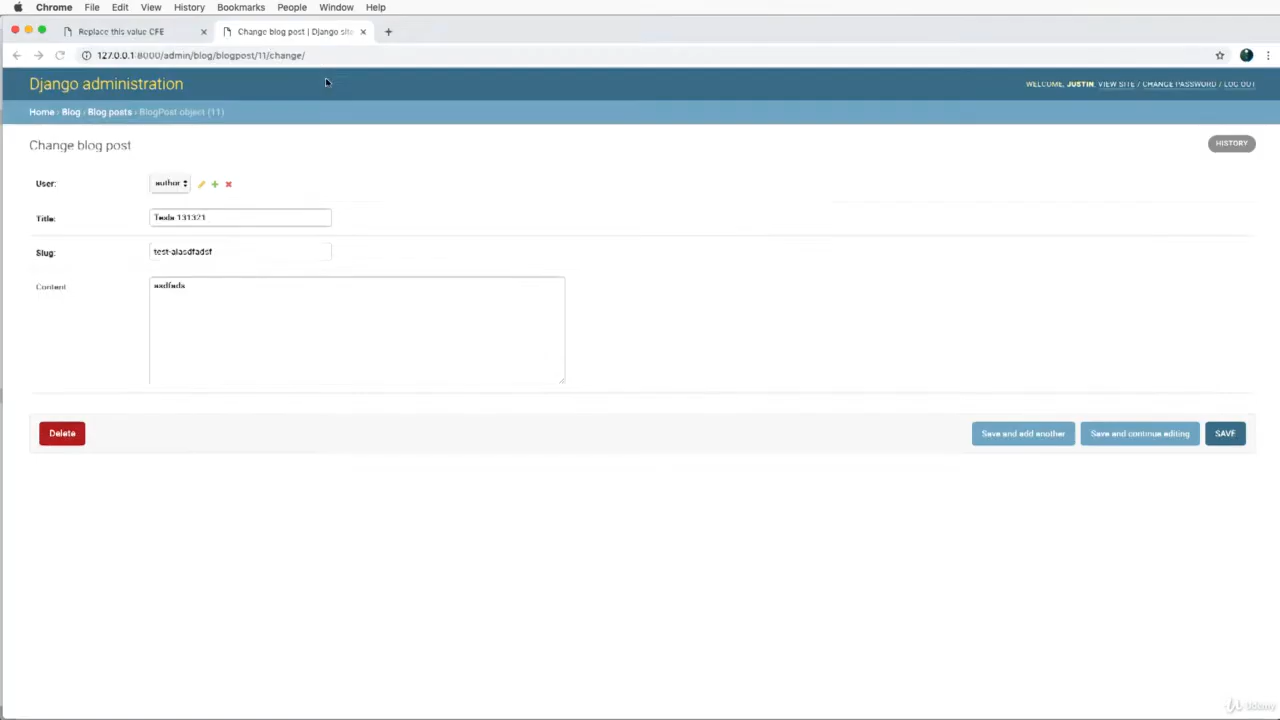 Chrome File Edit View History Bookmarks People Window Help
Replace this value CFE
Change blog post | Django sit
127.0.0.1:8000/admin/blog/blogpost/11/change/
Django administration
WELCOME, JUSTIN. VIEW SITE / CHANGE PASSWORD / LOG OUT
Home › Blog › Blog posts › BlogPost object (11)
Change blog post
HISTORY
User: author
Title:
131321
Slug: test-alasdfadsf
Content
asdfads
Delete
Save and add another
Save and continue editing
SAVE
Udemy